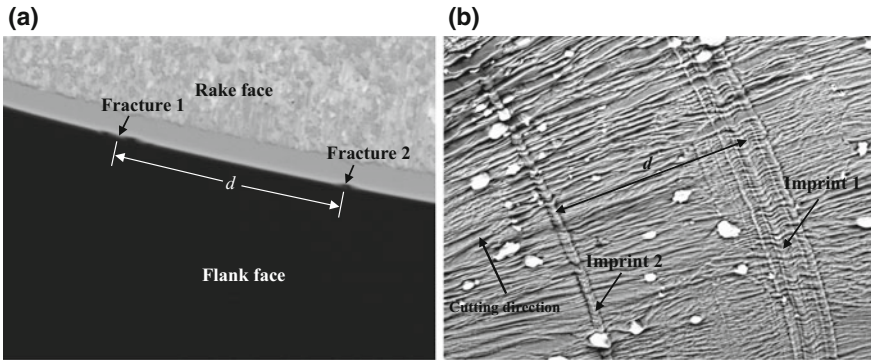 (a)
Rake face
Fracture 1
Fracture 2
d
Flank face
(b)
d
Imprint 1
Imprint 2
Cutting direction